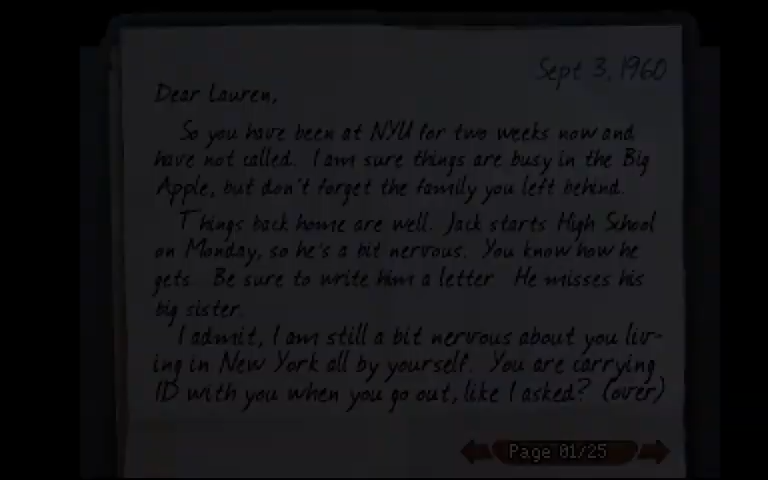 Sept 3, 1960
Dear Lauren,
So you have been at NYU for two weeks now and
have not called. I am sure things are busy in the Big
Apple, but don't forget the family you left behind.
Things back home are well. Jack starts High School
on Monday, so he's a bit nervous. You know how he
gets. Be sure to write him a letter. He misses his
big sister.
I admit, I am still a bit nervous about you liv-
ing in New York all by yourself. You are carrying
ID with you when you go out, like I asked? (over)
Page 01/25